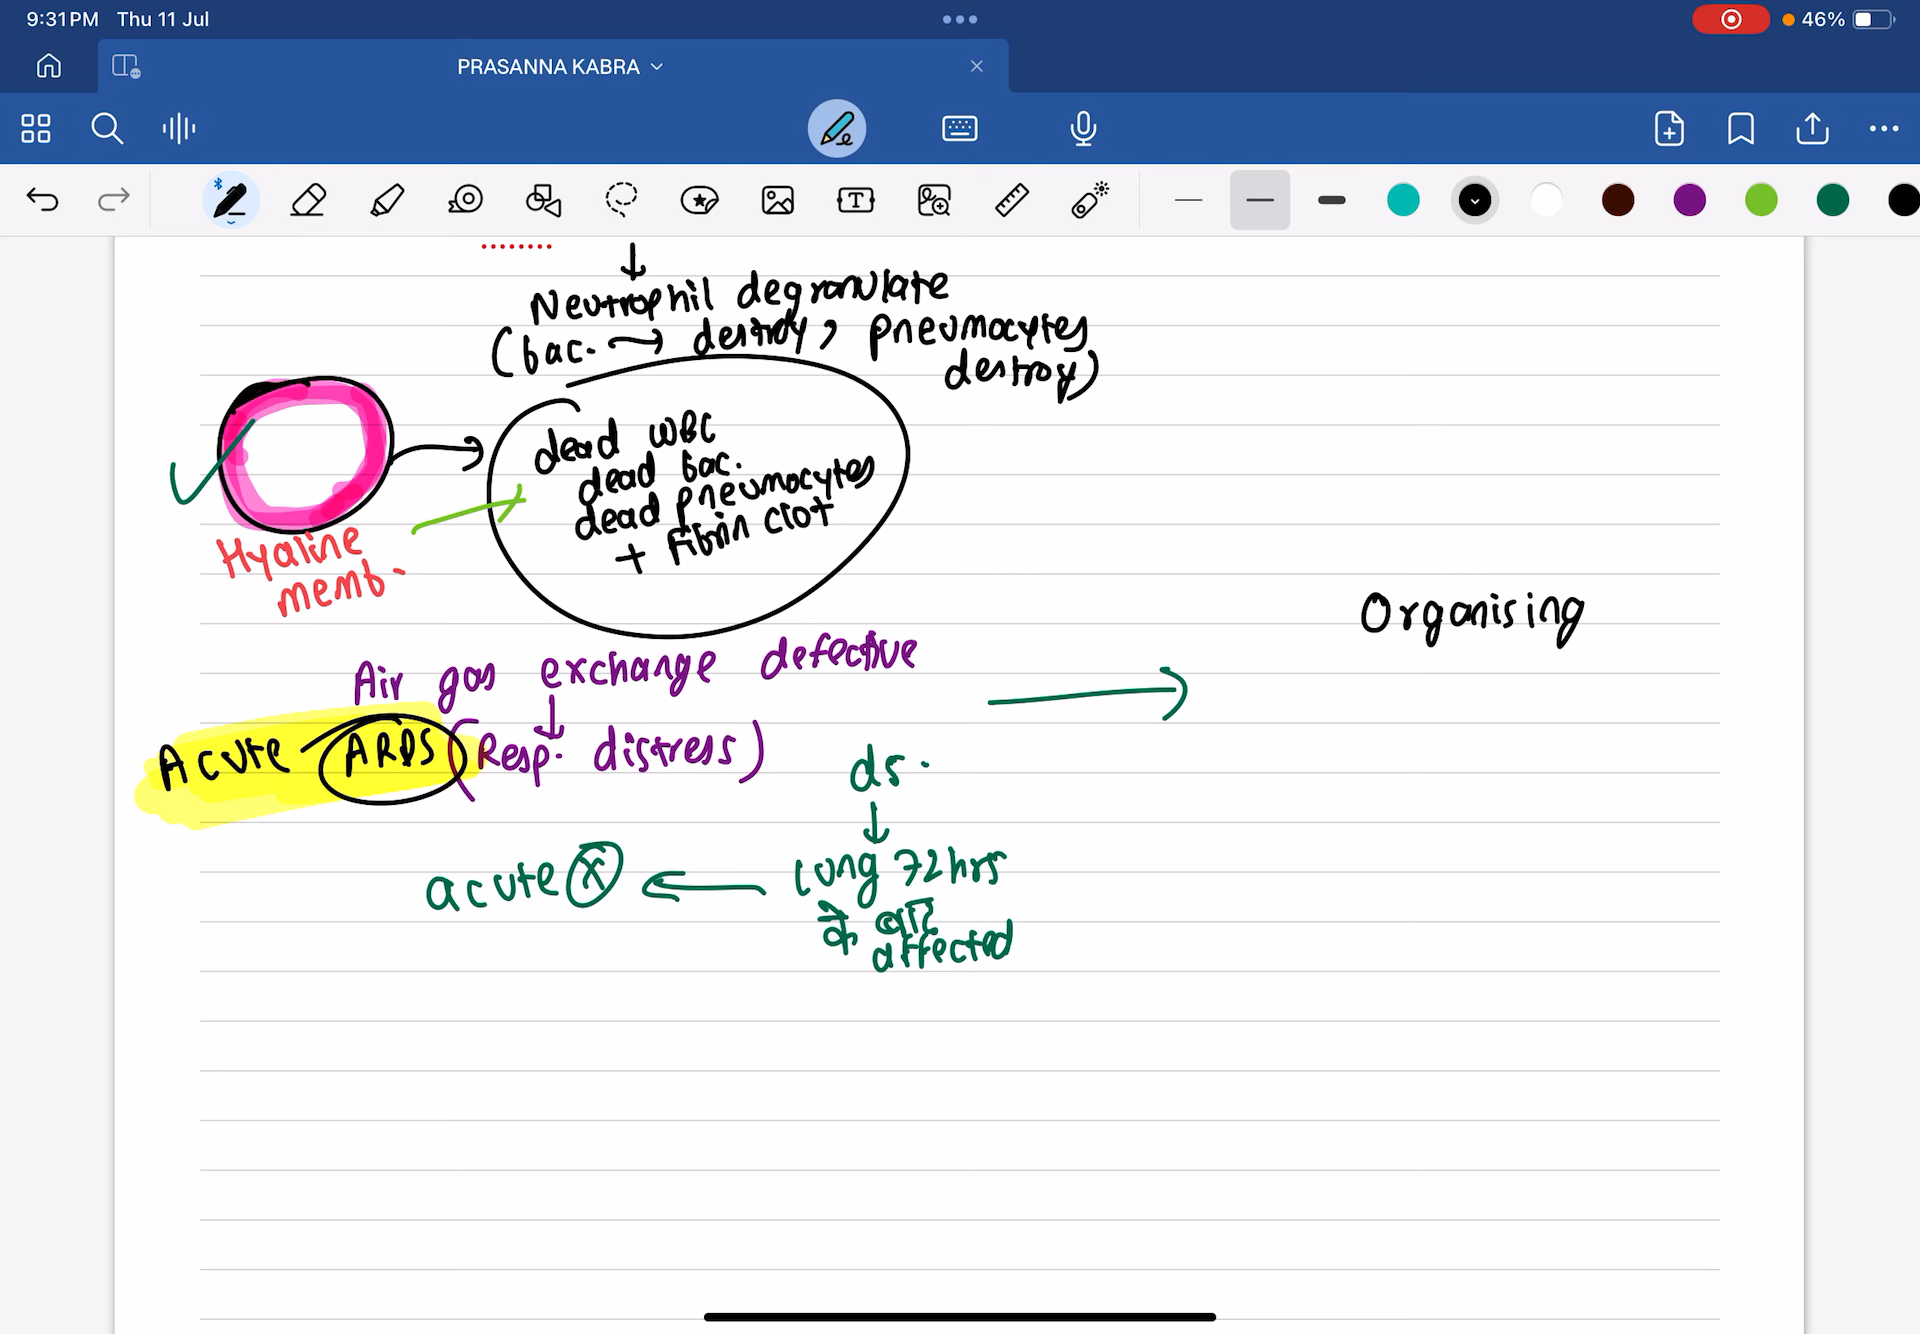 9:31 PM Thu 11 Jul
46%
PRASANNA KABRA
Neutrophil degranulate
(bac. → destroy, pneumocytes
destroy)
dead WBC
dead bac.
dead pneumocytes
+ Fibrin clot
Hyaline
memb.
Organising
Air gas exchange defective
Acute ARDS (Resp. distress)
ds.
acute X ← lung 72hrs
affected